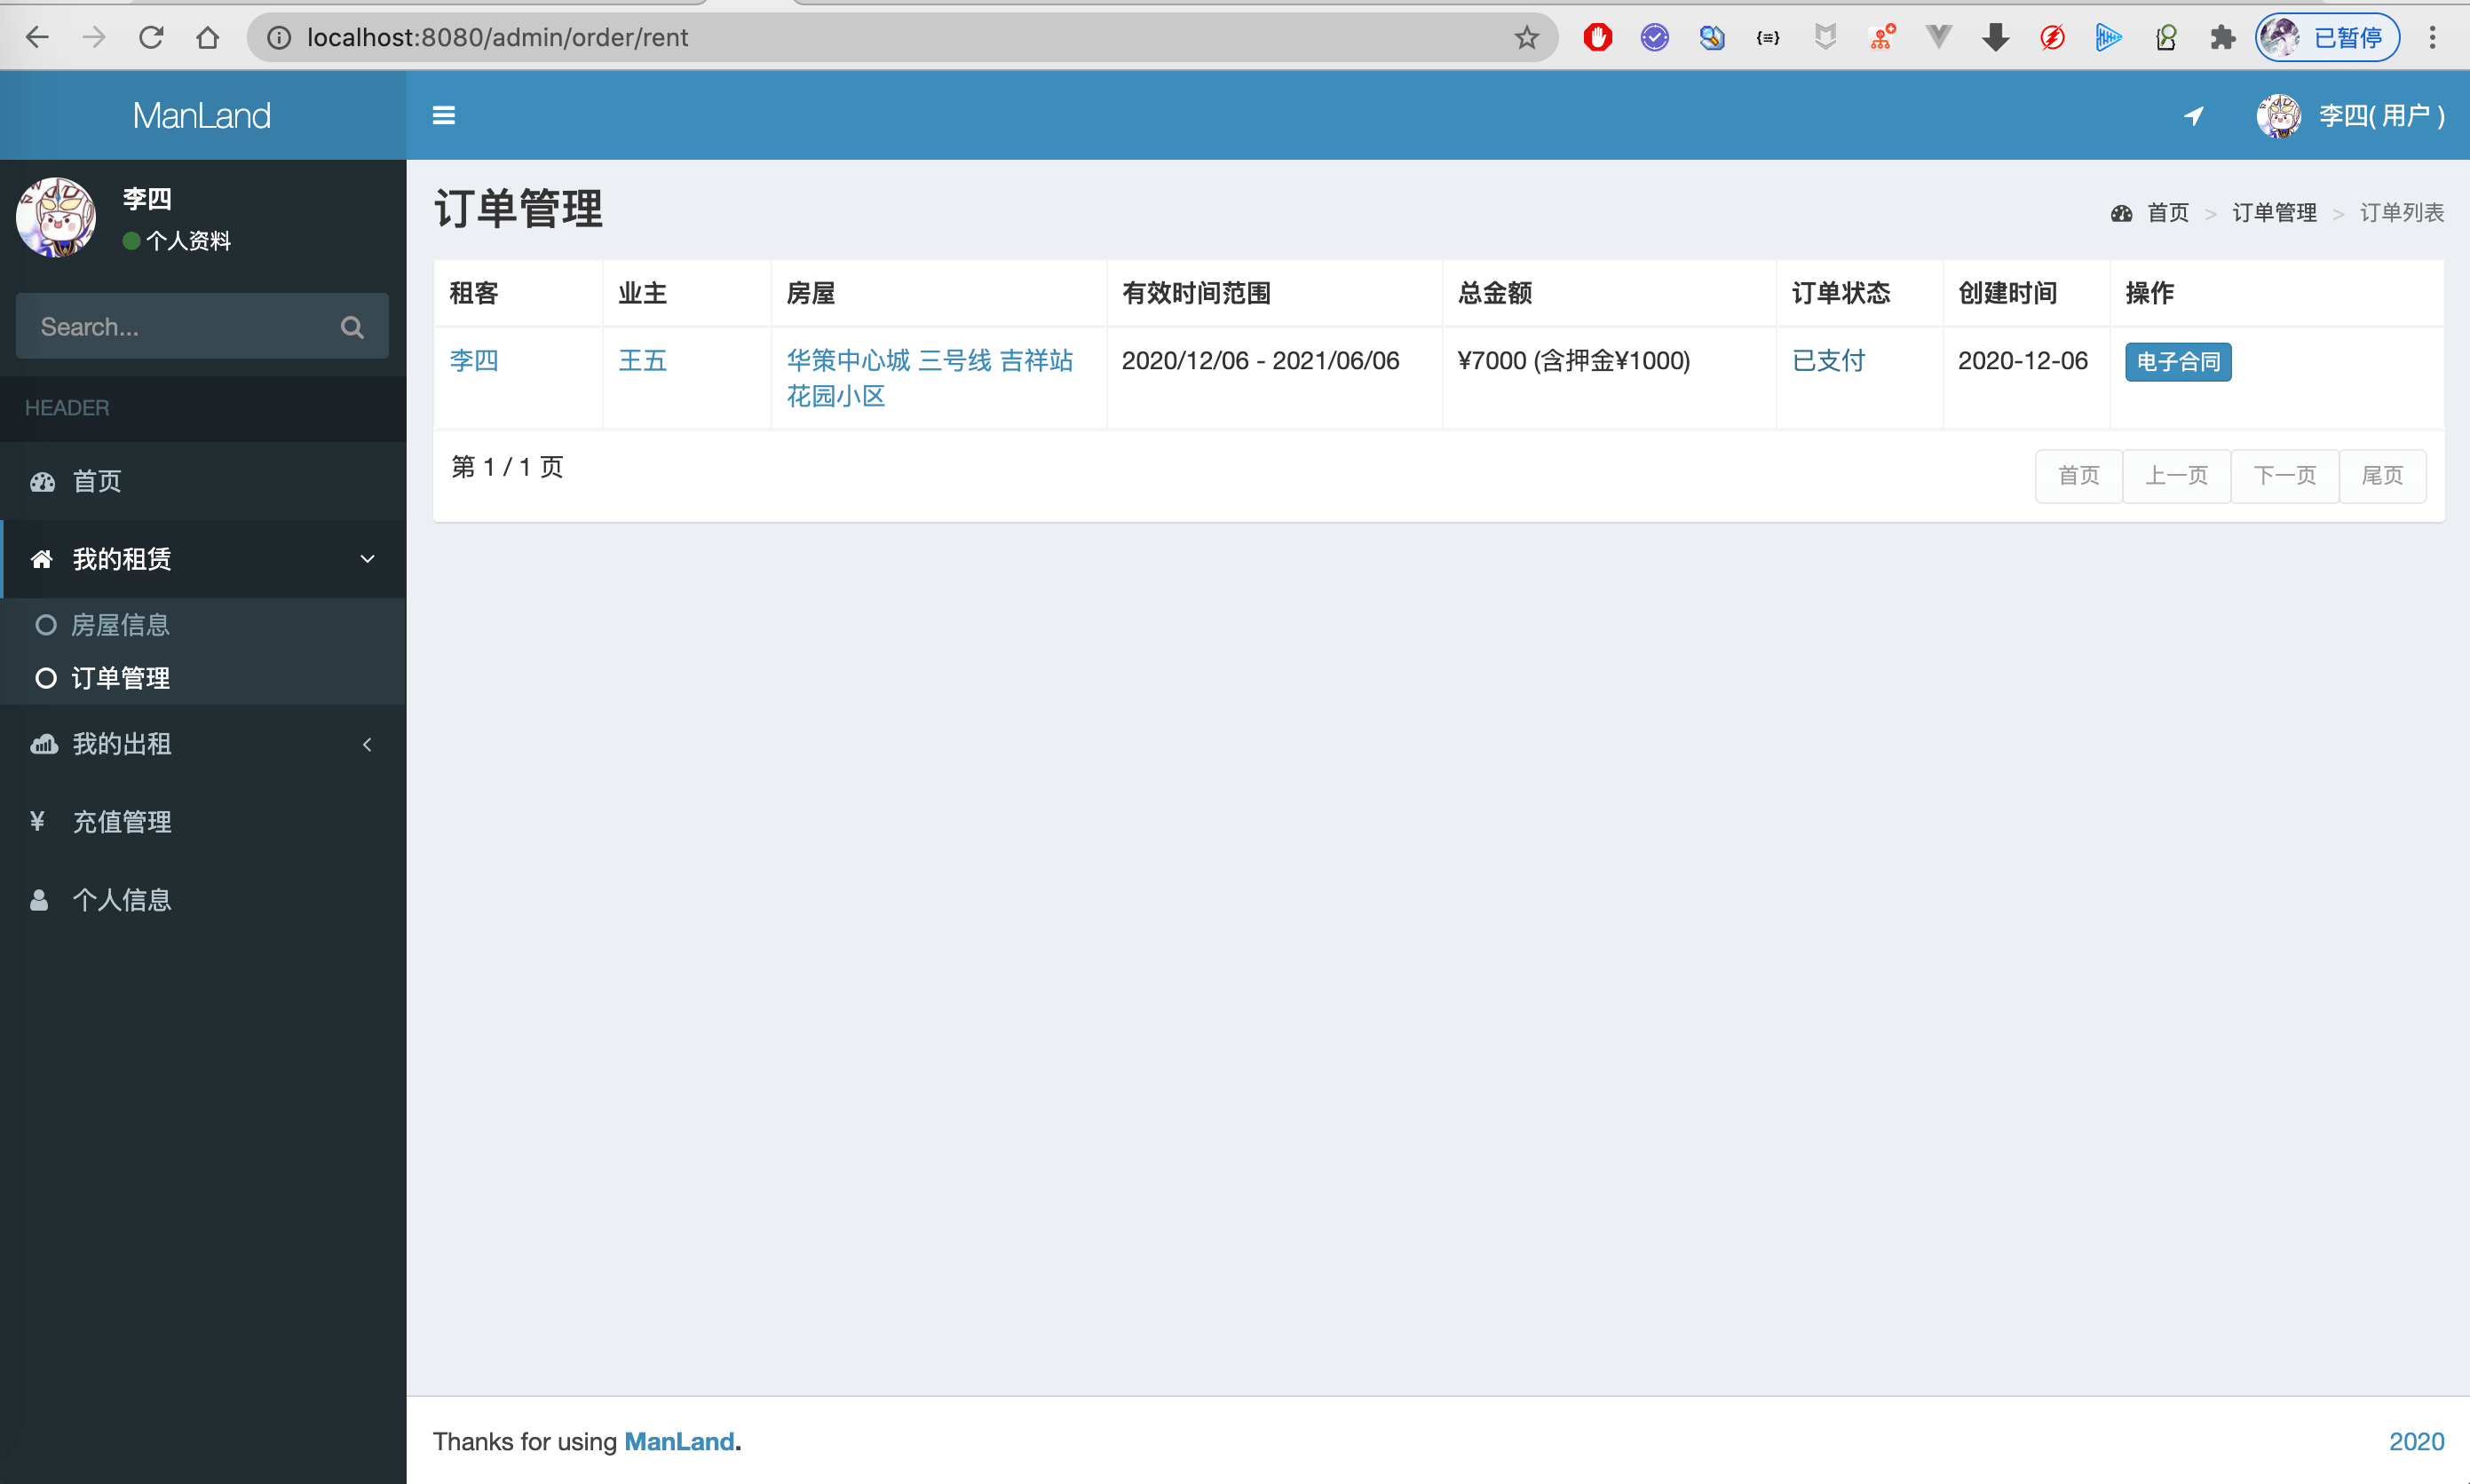 localhost:8080/admin/order/rent
已暂停
ManLand
李四( 用户 )
李四
个人资料
Search...
HEADER
首页
我的租赁
房屋信息
订单管理
我的出租
¥ 充值管理
个人信息
订单管理
首页 > 订单管理 > 订单列表
租客 业主 房屋 有效时间范围 总金额 订单状态 创建时间 操作
李四 王五 华策中心城 三号线 吉祥站 2020/12/06 - 2021/06/06 ¥7000 (含押金¥1000) 已支付 2020-12-06 电子合同
花园小区
第 1 / 1 页
首页 上一页 下一页 尾页
Thanks for using ManLand.
2020